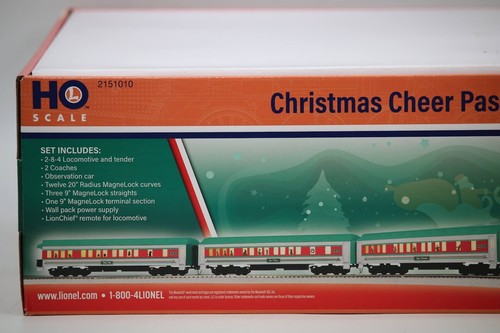 HO
SCALE
2151010
Christmas Cheer Pas
SET INCLUDES:
• 2-8-4 Locomotive and tender
• 2 Coaches
• Observation car
• Twelve 20" Radius MagneLock curves
• Three 9" MagneLock straights
• One 9" MagneLock terminal section
• Wall pack power supply
• LionChief® remote for locomotive
www.lionel.com • 1-800-4LIONEL